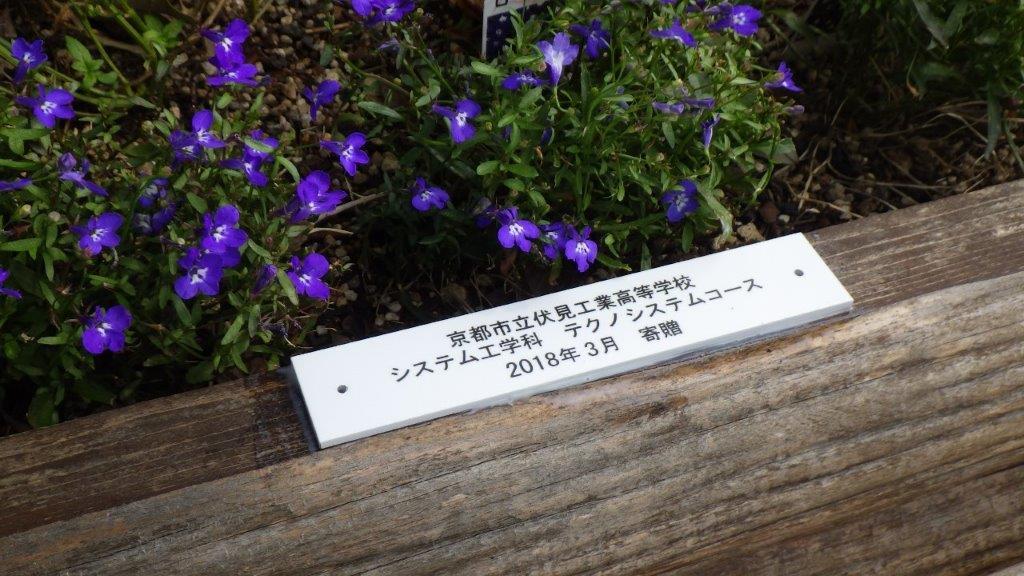 京都市立伏見工業高等学校
システム工学科　テクノシステムコース
2018年3月　寄贈